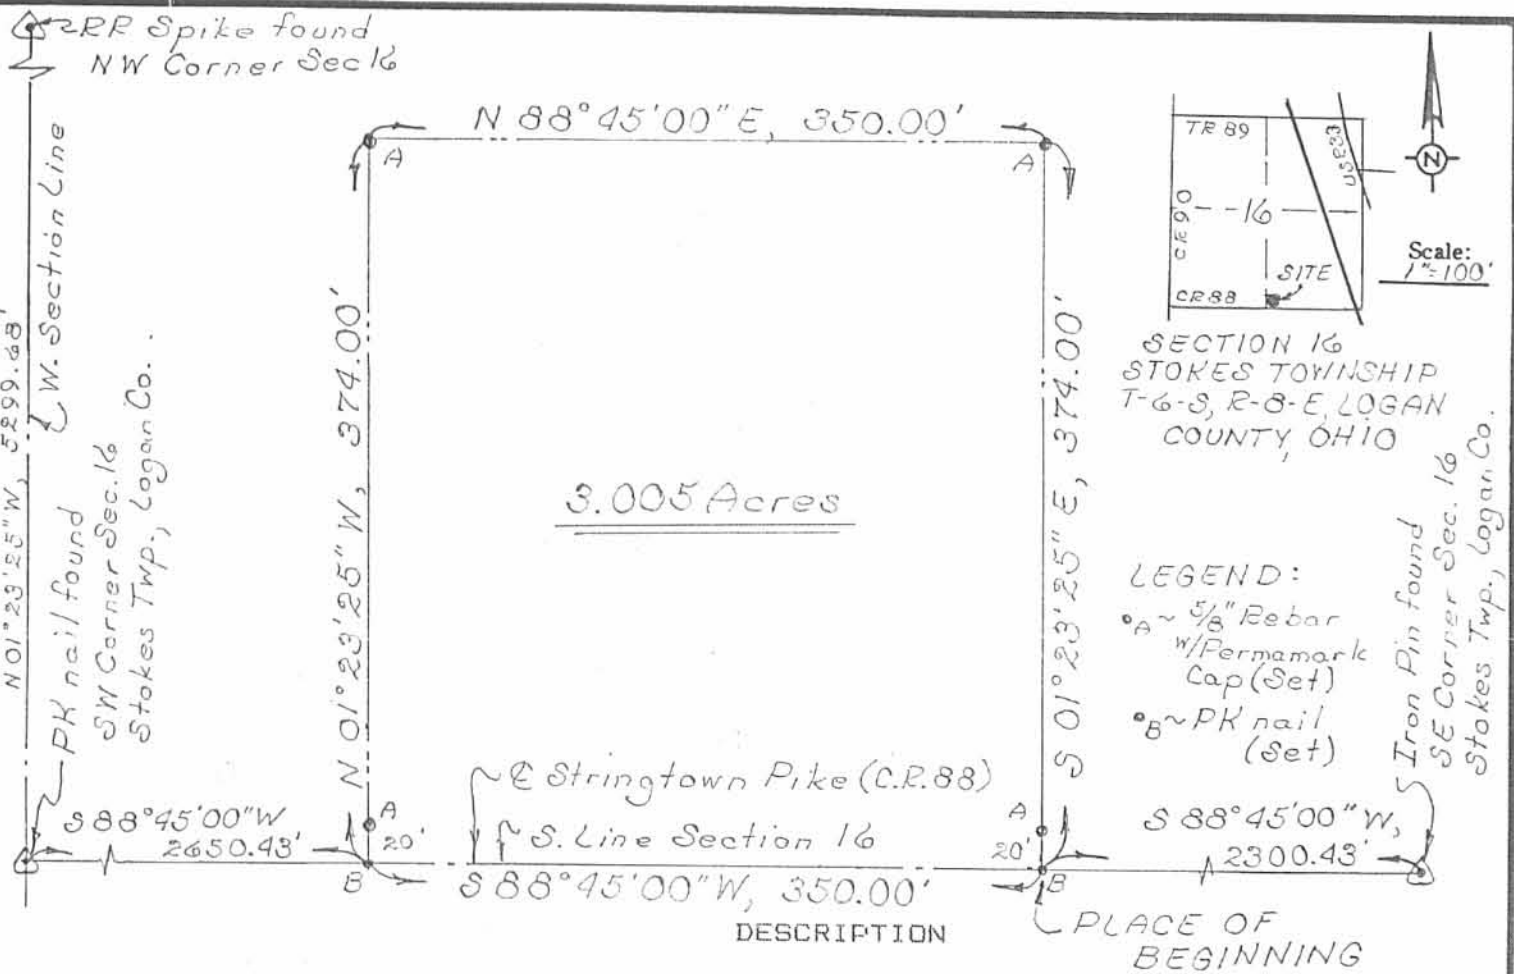 RR Spike found
NW Corner Sec 16
N 88°45'00" E, 350.00'
A
A
TR 89
USR33
CR 90
16
SITE
CR 88
N
Scale:
1"=100'
SECTION 16
STOKES TOWNSHIP
T-6-S, R-8-E, LOGAN
COUNTY, OHIO
N 01°23'25" W, 5299.68'
W. Section Line
PK nail found
SW Corner Sec. 16
Stokes Twp., Logan Co.
N 01°23'25" W, 374.00'
3.005 Acres
S 01°23'25" E, 374.00'
LEGEND:
A ~ 5/8" Rebar
w/Permamark
Cap (Set)
B ~ PK nail
(Set)
Iron Pin found
SE Corner Sec. 16
Stokes Twp., Logan Co.
℄ Stringtown Pike (C.R. 88)
S. Line Section 16
A
20'
A
20'
S 88°45'00" W
2650.43'
B
S 88°45'00" W, 350.00'
B
S 88°45'00" W,
2300.43'
DESCRIPTION
PLACE OF
BEGINNING